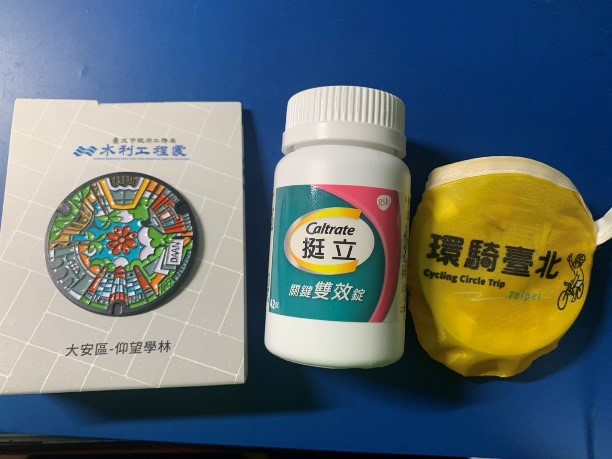 臺北市政府工務局
水利工程處
DAAN
大安區-仰望學林
gsk
Caltrate
挺立
關鍵雙效錠
環騎臺北
Cycling Circle Trip
Taipei